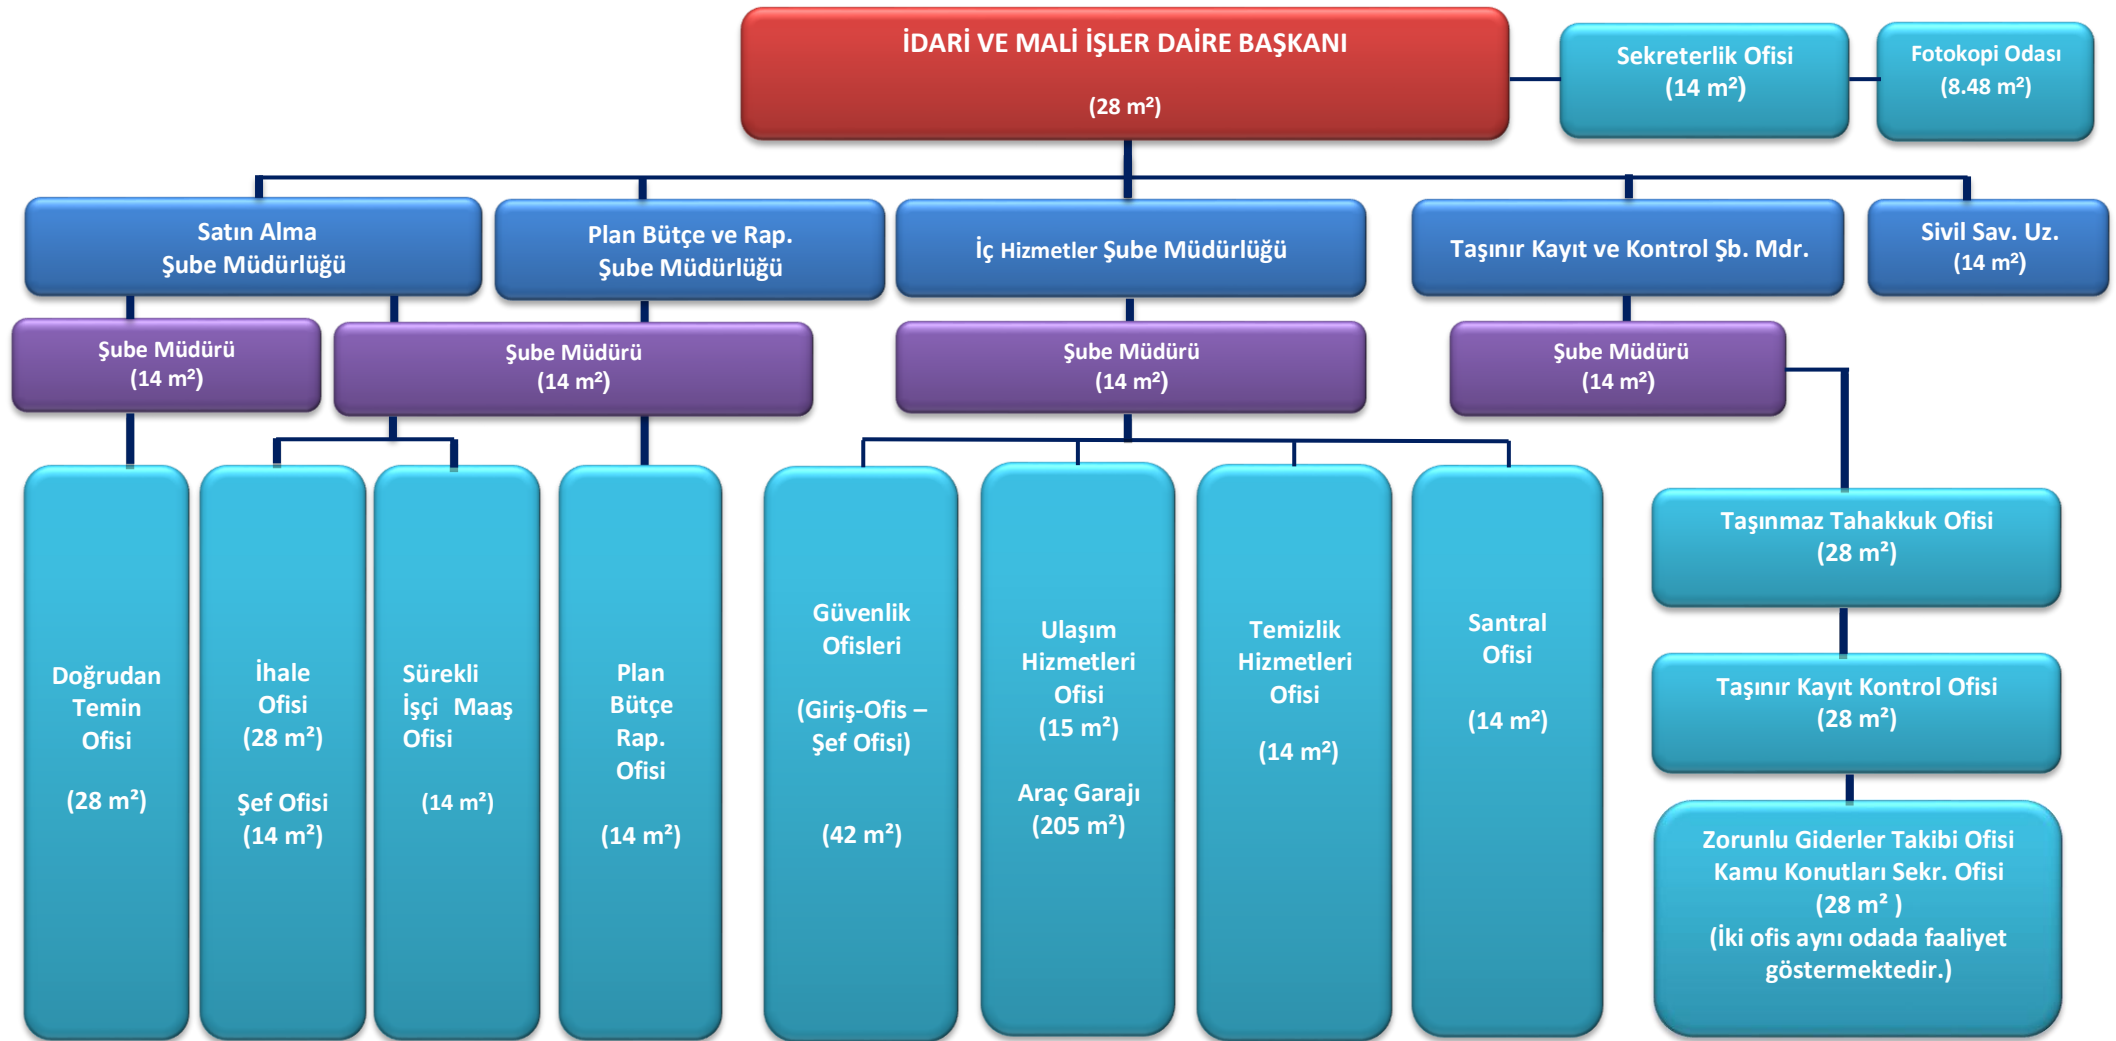 İDARİ VE MALİ İŞLER DAİRE BAŞKANI
(28 m²)
Sekreterlik Ofisi
(14 m²)
Fotokopi Odası
(8.48 m²)
Satın Alma
Şube Müdürlüğü
Plan Bütçe ve Rap.
Şube Müdürlüğü
İç Hizmetler Şube Müdürlüğü
Taşınır Kayıt ve Kontrol Şb. Mdr.
Sivil Sav. Uz.
(14 m²)
Şube Müdürü
(14 m²)
Şube Müdürü
(14 m²)
Şube Müdürü
(14 m²)
Şube Müdürü
(14 m²)
Doğrudan
Temin
Ofisi
(28 m²)
İhale
Ofisi
(28 m²)
Şef Ofisi
(14 m²)
Sürekli
İşçi Maaş
Ofisi
(14 m²)
Plan
Bütçe
Rap.
Ofisi
(14 m²)
Güvenlik
Ofisleri
(Giriş-Ofis –
Şef Ofisi)
(42 m²)
Ulaşım
Hizmetleri
Ofisi
(15 m²)
Araç Garajı
(205 m²)
Temizlik
Hizmetleri
Ofisi
(14 m²)
Santral
Ofisi
(14 m²)
Taşınmaz Tahakkuk Ofisi
(28 m²)
Taşınır Kayıt Kontrol Ofisi
(28 m²)
Zorunlu Giderler Takibi Ofisi
Kamu Konutları Sekr. Ofisi
(28 m² )
(İki ofis aynı odada faaliyet
göstermektedir.)